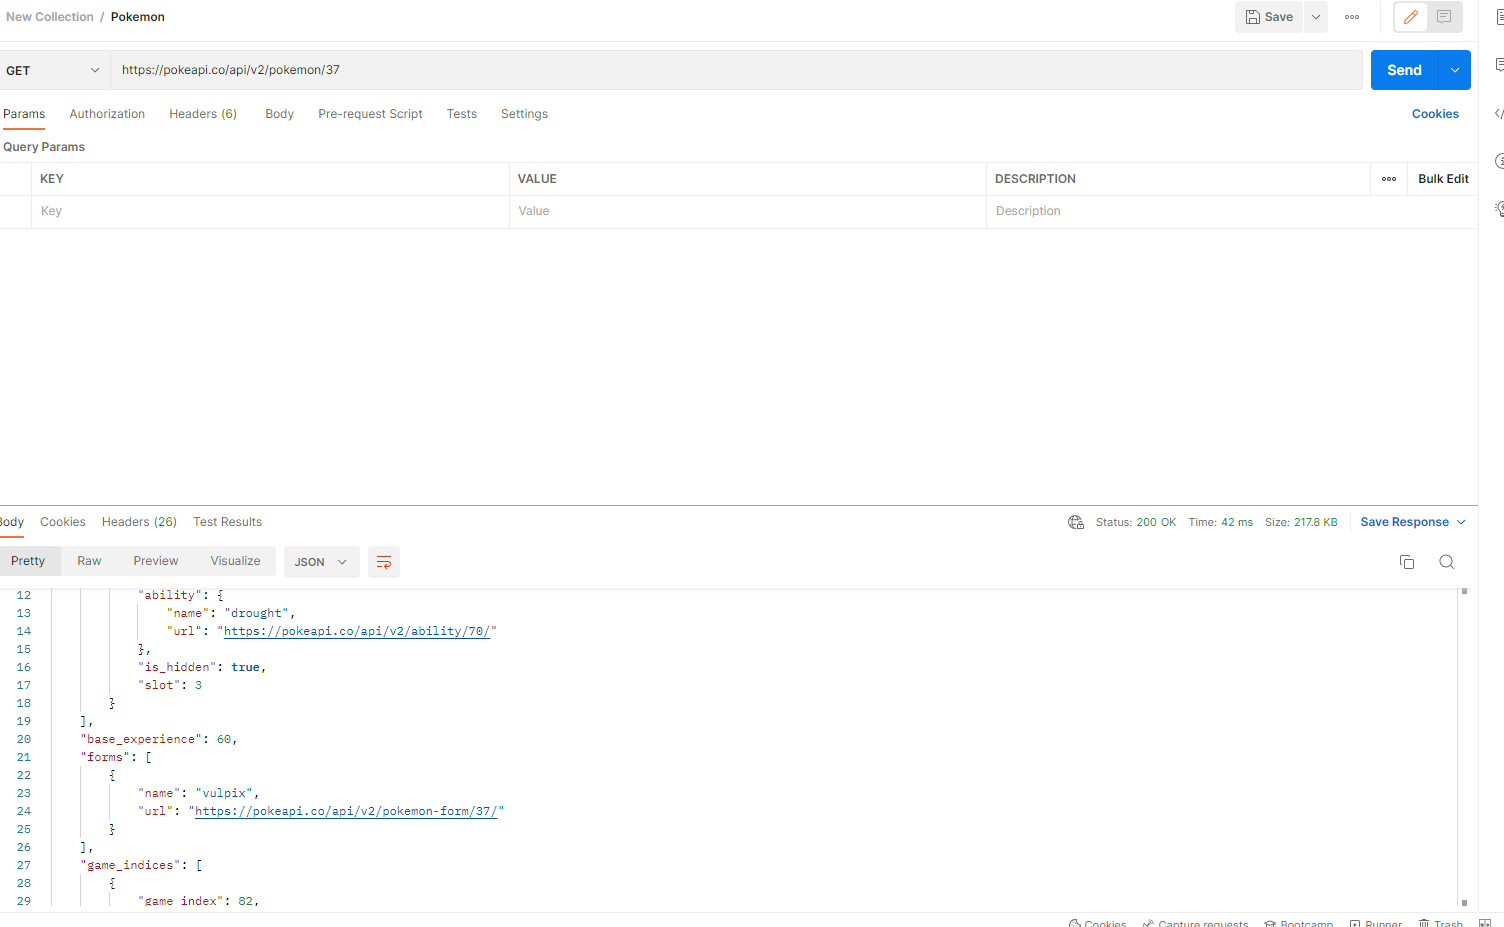 New Collection / Pokemon
Save
GET https://pokeapi.co/api/v2/pokemon/37 Send
Params Authorization Headers (6) Body Pre-request Script Tests Settings Cookies
Query Params
KEY VALUE DESCRIPTION Bulk Edit
Key Value Description
Body Cookies Headers (26) Test Results Status: 200 OK Time: 42 ms Size: 217.8 KB Save Response
Pretty Raw Preview Visualize JSON
12 "ability": {
13 "name": "drought",
14 "url": "https://pokeapi.co/api/v2/ability/70/"
15 },
16 "is_hidden": true,
17 "slot": 3
18 }
19 ],
20 "base_experience": 60,
21 "forms": [
22 {
23 "name": "vulpix",
24 "url": "https://pokeapi.co/api/v2/pokemon-form/37/"
25 }
26 ],
27 "game_indices": [
28 {
29 "game_index": 82,
Cookies Capture requests Bootcamp Runner Trash